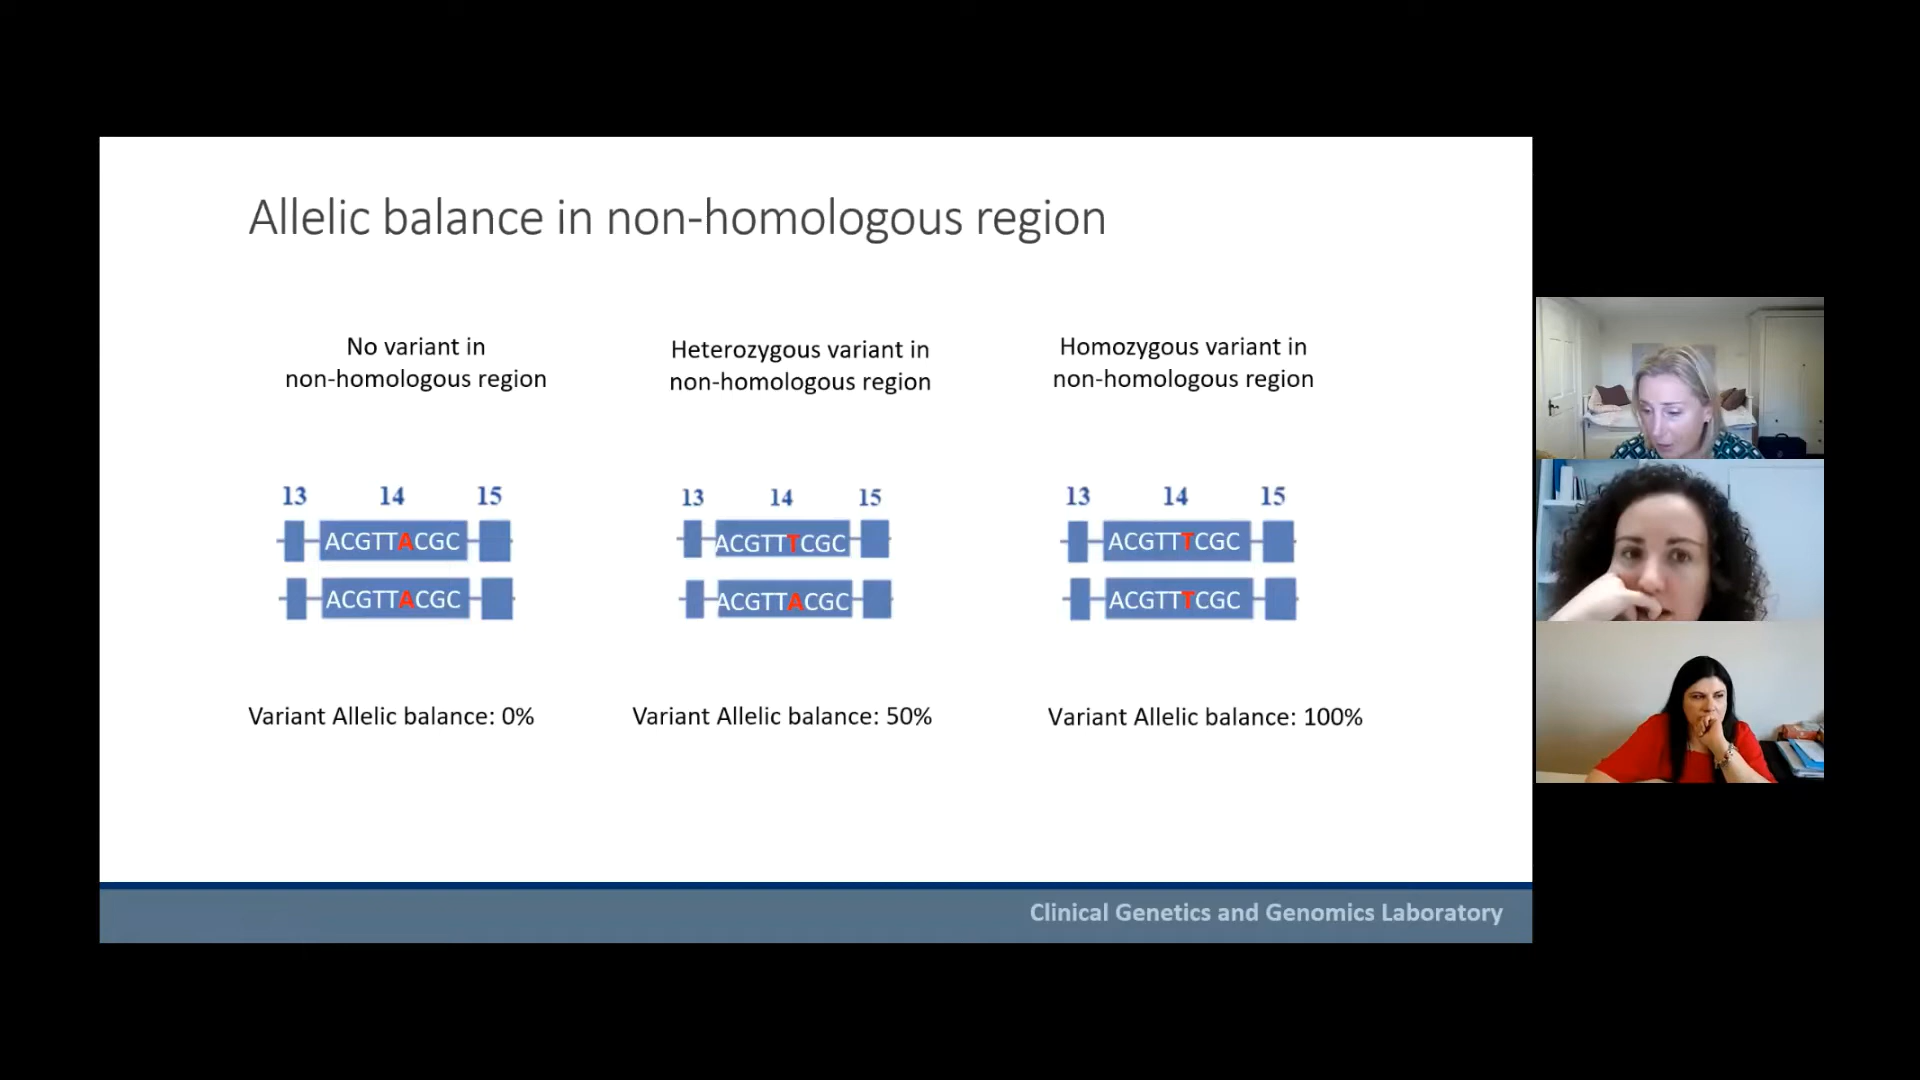 Allelic balance in non-homologous region
No variant in
non-homologous region
Heterozygous variant in
non-homologous region
Homozygous variant in
non-homologous region
13 14 15
ACGTTACGC
ACGTTACGC
13 14 15
ACGTTTCGC
ACGTTACGC
13 14 15
ACGTTTCGC
ACGTTTCGC
Variant Allelic balance: 0%
Variant Allelic balance: 50%
Variant Allelic balance: 100%
Clinical Genetics and Genomics Laboratory